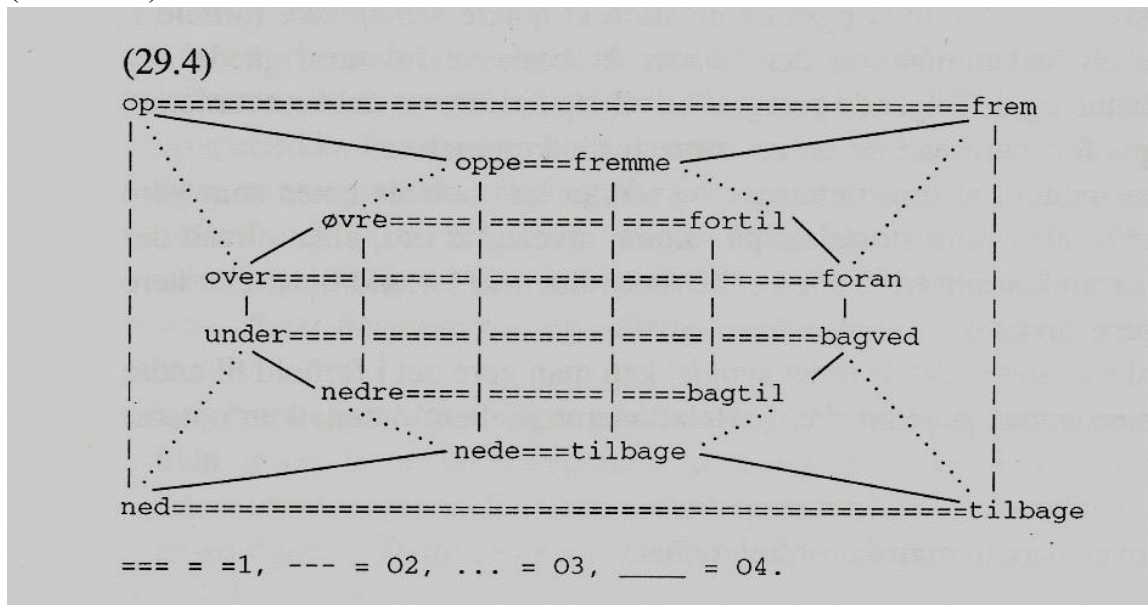 (29.4)
op==============================================frem
oppe===fremme
øvre===== ====== ====fortil
over======= ====== =========foran
under======= ====== =========bagved
nedre===== ====== ====bagtil
nede===tilbage
ned==============================================tilbage
=== = =1, --- = O2, ... = O3, ____ = O4.